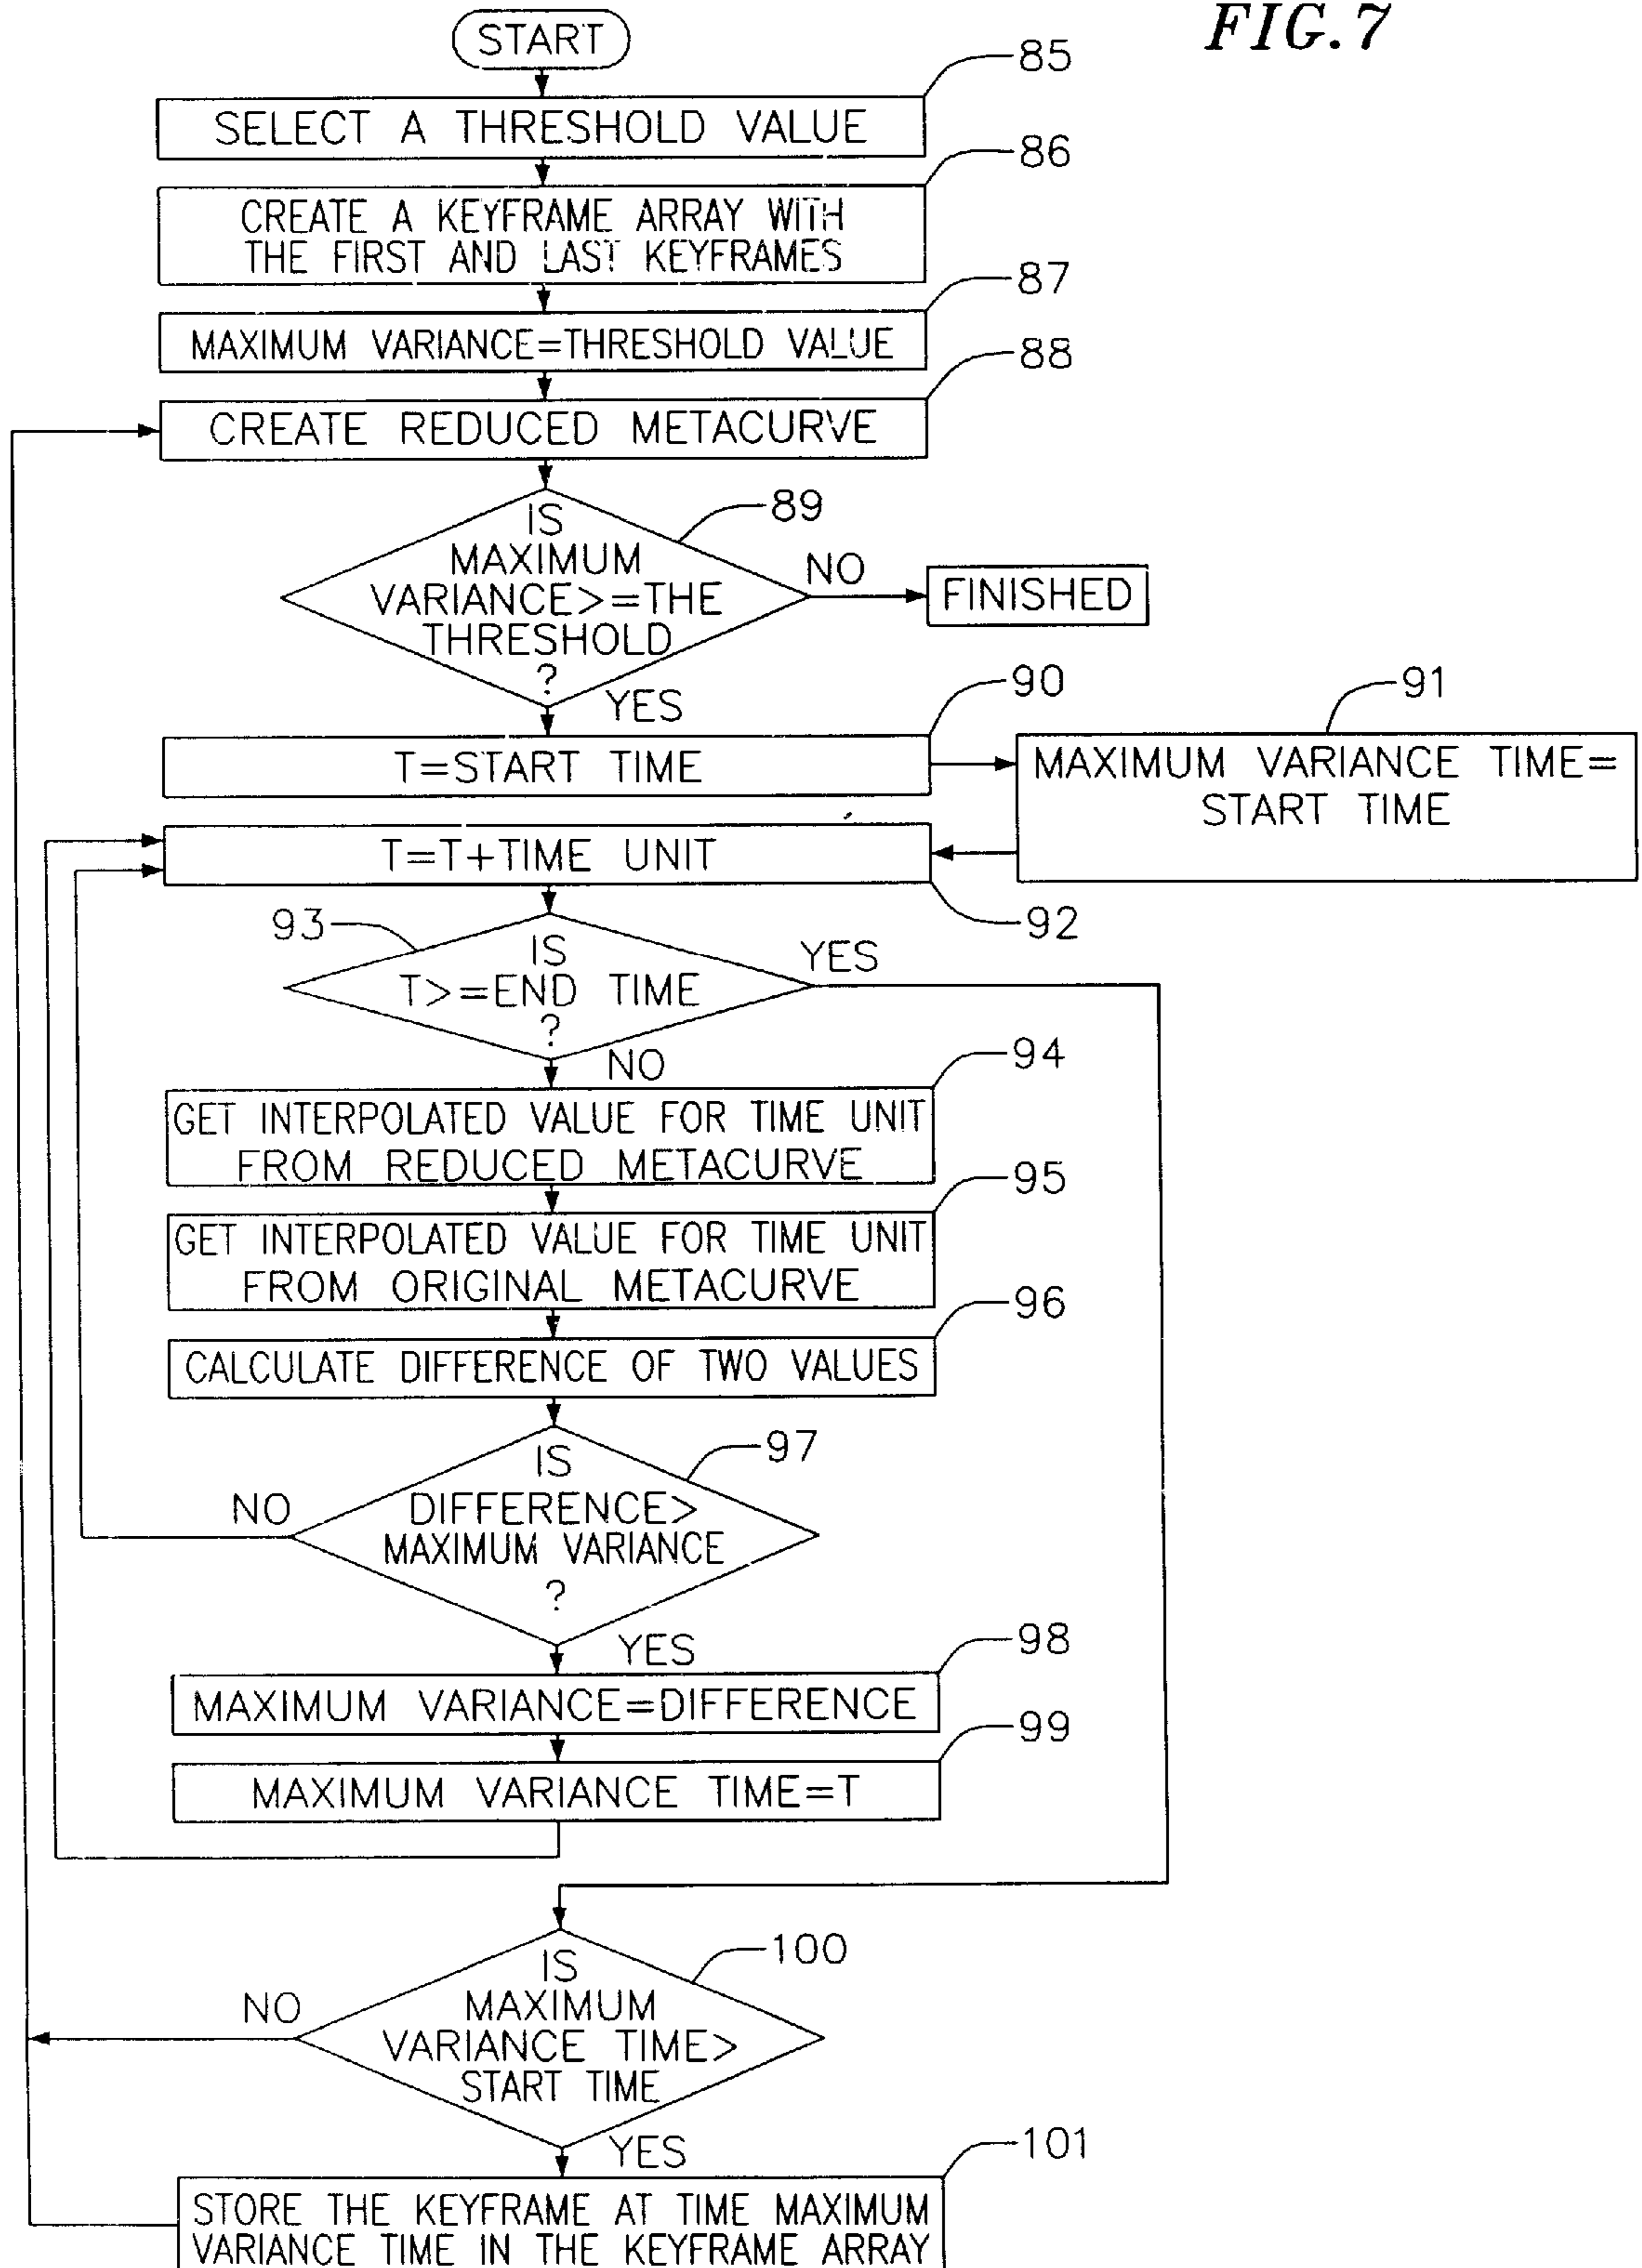 FIG. 7
START
85
SELECT A THRESHOLD VALUE
86
CREATE A KEYFRAME ARRAY WITH
THE FIRST AND LAST KEYFRAMES
87
MAXIMUM VARIANCE=THRESHOLD VALUE
88
CREATE REDUCED METACURVE
89
IS
MAXIMUM
VARIANCE>=THE
THRESHOLD
?
NO
FINISHED
YES
90
T=START TIME
91
MAXIMUM VARIANCE TIME=
START TIME
T=T+TIME UNIT
92
93
IS
T>=END TIME
?
YES
NO
94
GET INTERPOLATED VALUE FOR TIME UNIT
FROM REDUCED METACURVE
95
GET INTERPOLATED VALUE FOR TIME UNIT
FROM ORIGINAL METACURVE
96
CALCULATE DIFFERENCE OF TWO VALUES
97
IS
DIFFERENCE>
MAXIMUM VARIANCE
?
NO
YES
98
MAXIMUM VARIANCE=DIFFERENCE
99
MAXIMUM VARIANCE TIME=T
100
IS
MAXIMUM
VARIANCE TIME>
START TIME
NO
YES
101
STORE THE KEYFRAME AT TIME MAXIMUM
VARIANCE TIME IN THE KEYFRAME ARRAY